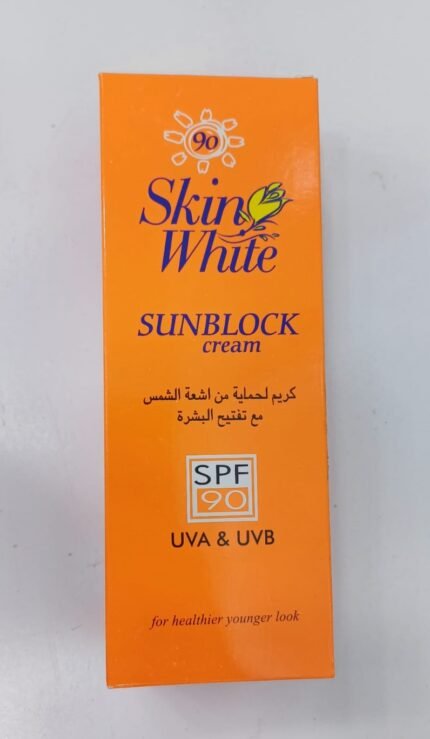 90
Skin
White
SUNBLOCK
cream
كريم لحماية من اشعة الشمس
مع تفتيح البشرة
SPF
90
UVA & UVB
for healthier younger look